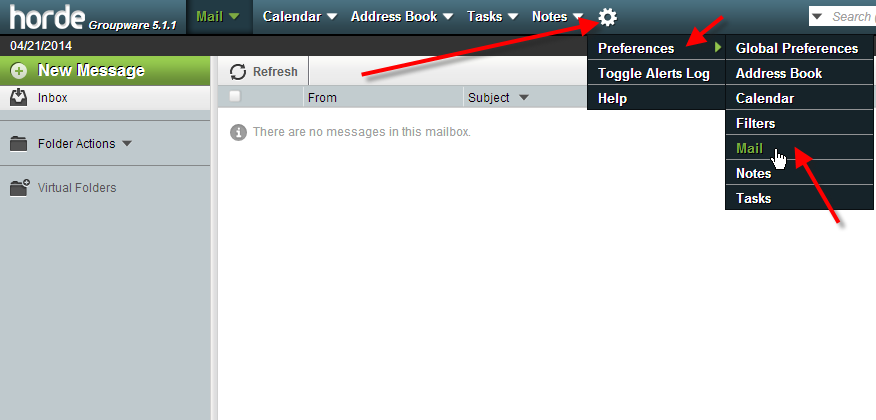 horde Groupware 5.1.1 Mail Calendar Address Book Tasks Notes Search (
04/21/2014
Preferences Global Preferences
New Message Refresh Toggle Alerts Log Address Book
Inbox From Subject Help Calendar
Filters
There are no messages in this mailbox.
Folder Actions Mail
Notes
Virtual Folders
Tasks